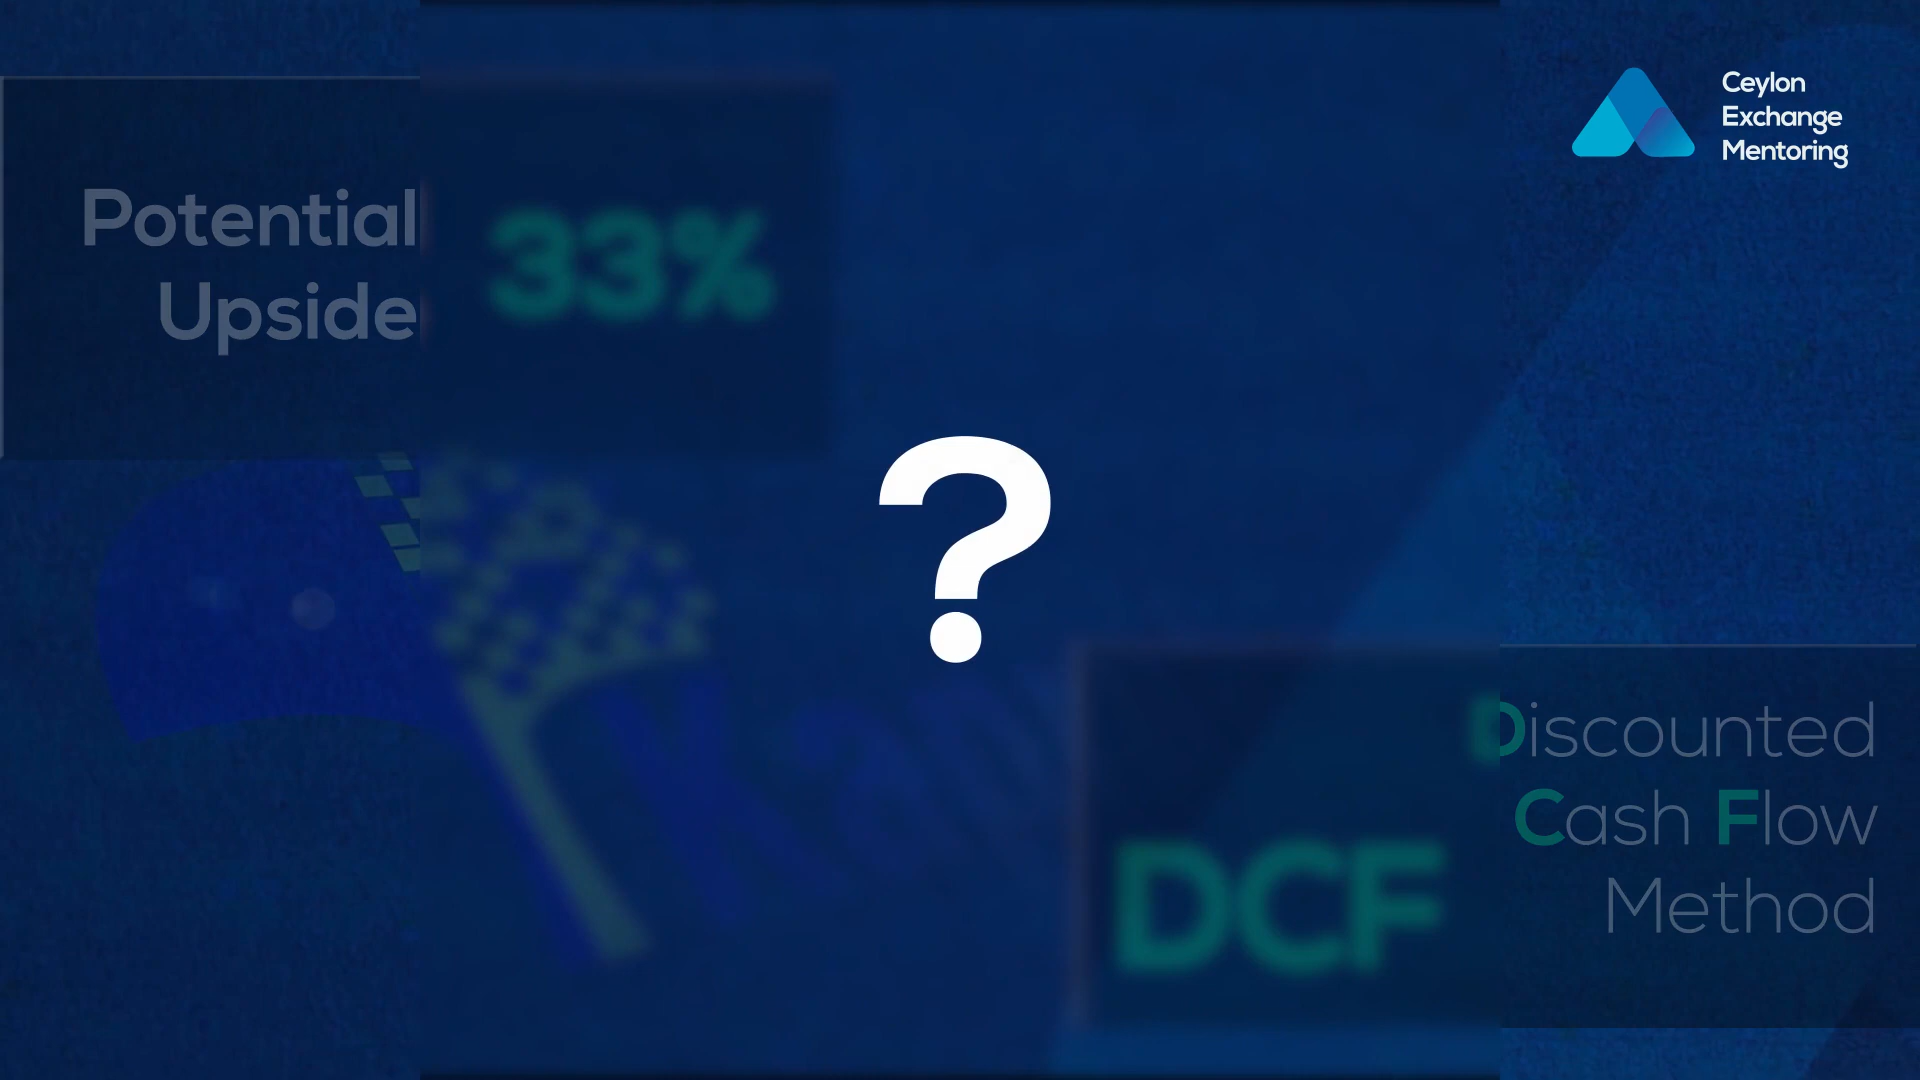 Ceylon
Exchange
Mentoring
Potential
Upside
33%
?
Discounted
Cash Flow
Method
DCF